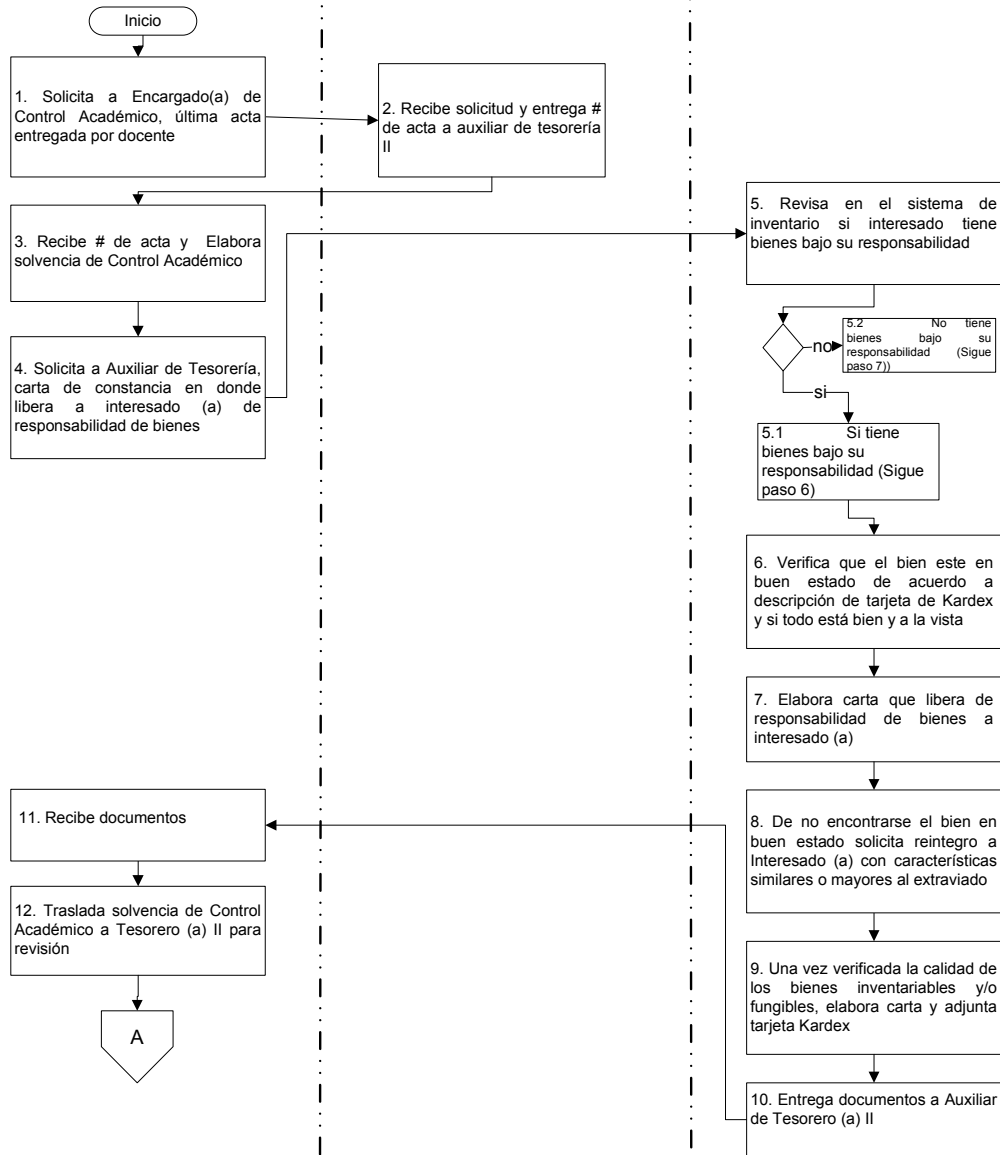 Inicio
1. Solicita a Encargado(a) de
Control Académico, última acta
entregada por docente
2. Recibe solicitud y entrega #
de acta a auxiliar de tesorería
II
3. Recibe # de acta y Elabora
solvencia de Control Académico
4. Solicita a Auxiliar de Tesorería,
carta de constancia en donde
libera a interesado (a) de
responsabilidad de bienes
5. Revisa en el sistema de
inventario si interesado tiene
bienes bajo su responsabilidad
no
5.2 No tiene
bienes bajo su
responsabilidad (Sigue
paso 7))
si
5.1 Si tiene
bienes bajo su
responsabilidad (Sigue
paso 6)
6. Verifica que el bien este en
buen estado de acuerdo a
descripción de tarjeta de Kardex
y si todo está bien y a la vista
7. Elabora carta que libera de
responsabilidad de bienes a
interesado (a)
8. De no encontrarse el bien en
buen estado solicita reintegro a
Interesado (a) con características
similares o mayores al extraviado
9. Una vez verificada la calidad de
los bienes inventariables y/o
fungibles, elabora carta y adjunta
tarjeta Kardex
10. Entrega documentos a Auxiliar
de Tesorero (a) II
11. Recibe documentos
12. Traslada solvencia de Control
Académico a Tesorero (a) II para
revisión
A